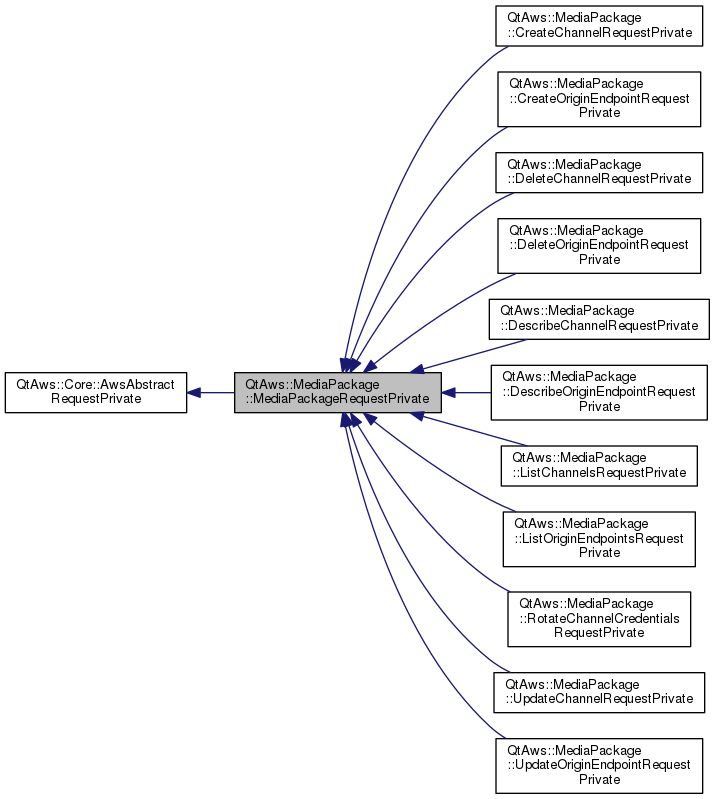 QtAws::MediaPackage
::CreateChannelRequestPrivate
QtAws::MediaPackage
::CreateOriginEndpointRequest
Private
QtAws::MediaPackage
::DeleteChannelRequestPrivate
QtAws::MediaPackage
::DeleteOriginEndpointRequest
Private
QtAws::MediaPackage
::DescribeChannelRequestPrivate
QtAws::Core::AwsAbstract
RequestPrivate
QtAws::MediaPackage
::MediaPackageRequestPrivate
QtAws::MediaPackage
::DescribeOriginEndpointRequest
Private
QtAws::MediaPackage
::ListChannelsRequestPrivate
QtAws::MediaPackage
::ListOriginEndpointsRequest
Private
QtAws::MediaPackage
::RotateChannelCredentials
RequestPrivate
QtAws::MediaPackage
::UpdateChannelRequestPrivate
QtAws::MediaPackage
::UpdateOriginEndpointRequest
Private